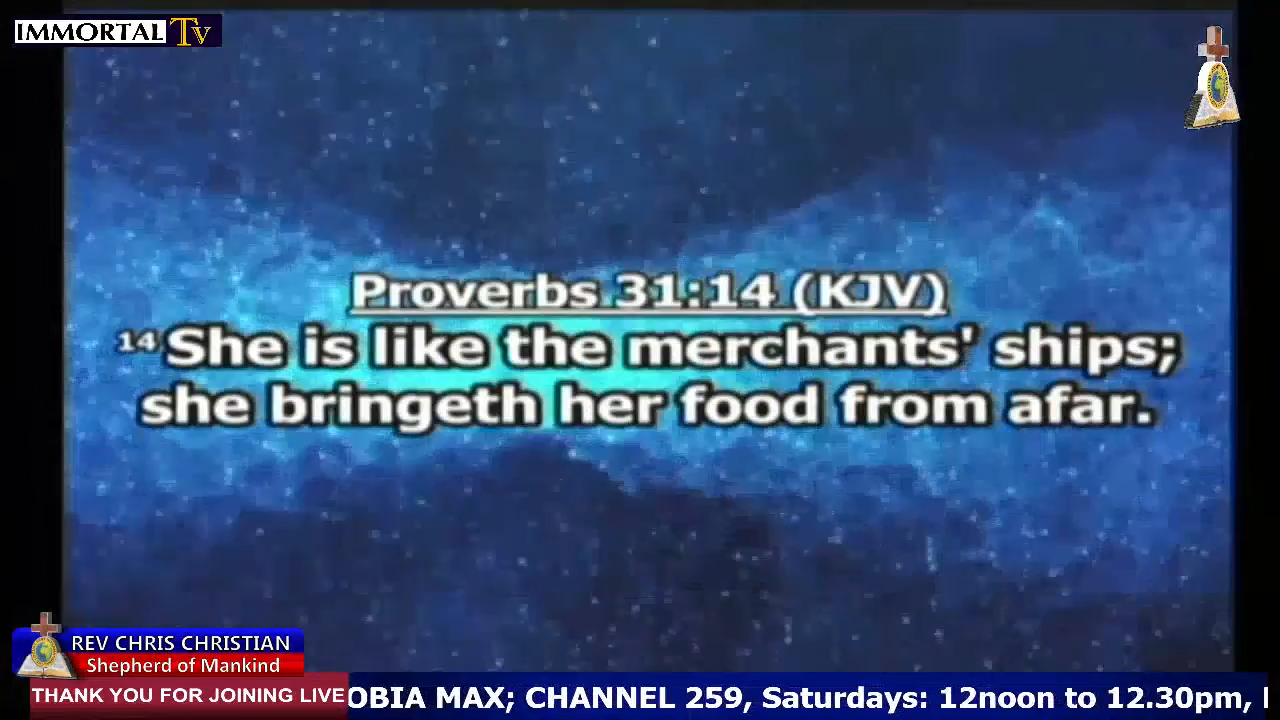 IMMORTAL Tv
Proverbs 31:14 (KJV)
14 She is like the merchants' ships;
she bringeth her food from afar.
REV CHRIS CHRISTIAN
Shepherd of Mankind
THANK YOU FOR JOINING LIVE
OBIA MAX; CHANNEL 259, Saturdays: 12noon to 12.30pm,